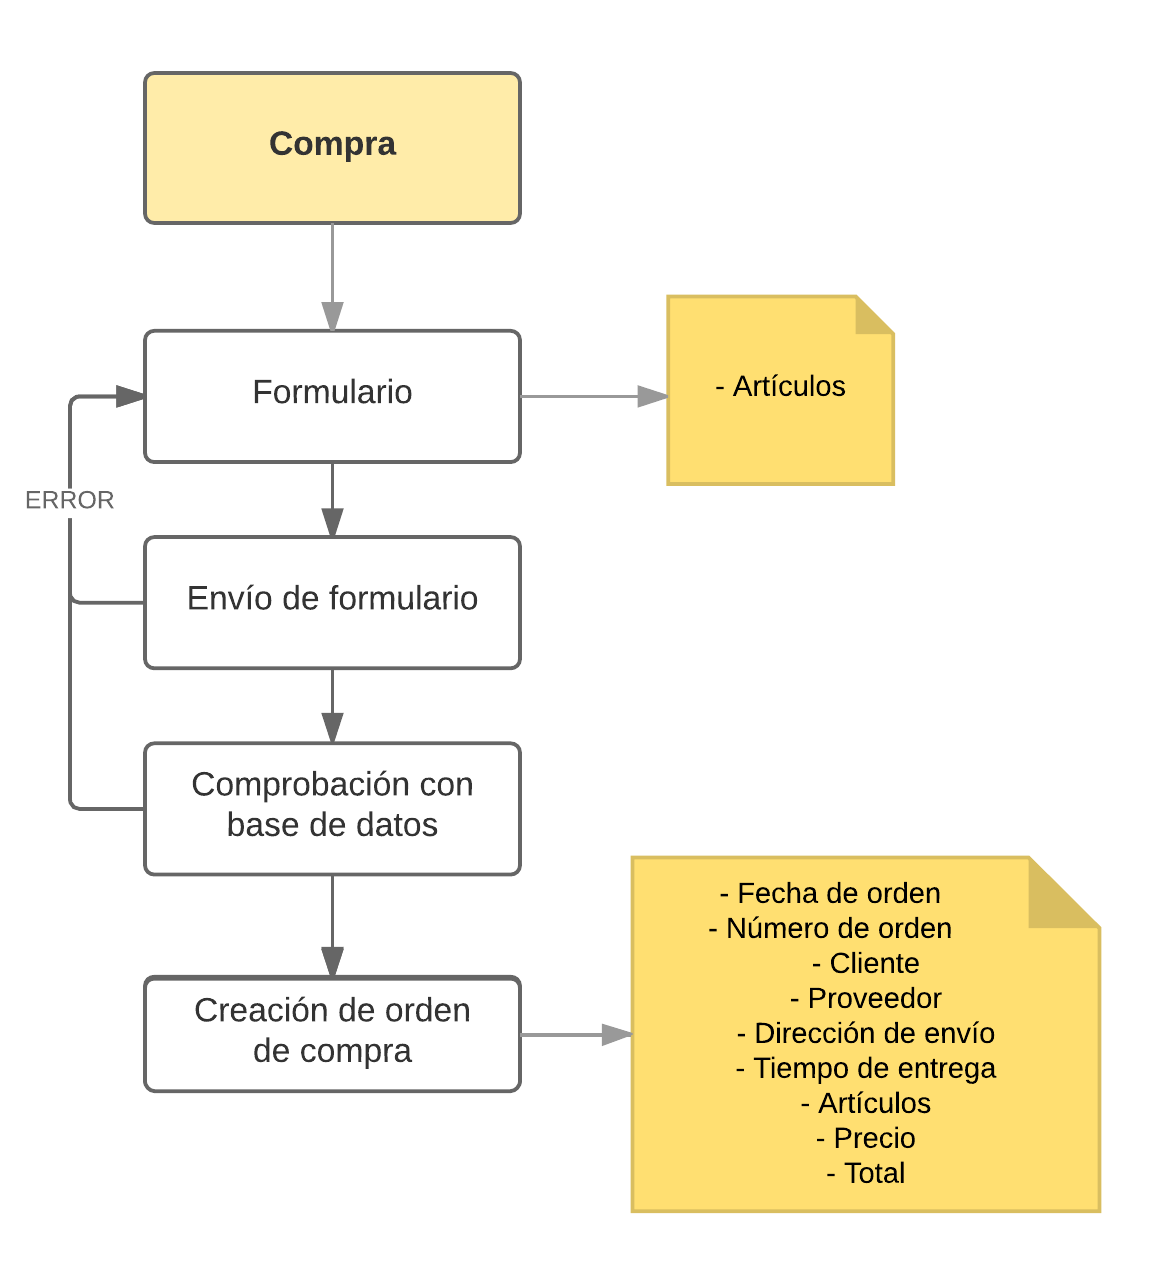 Compra
Formulario
- Artículos
ERROR
Envío de formulario
Comprobación con
base de datos
Creación de orden
de compra
- Fecha de orden
- Número de orden
- Cliente
- Proveedor
- Dirección de envío
- Tiempo de entrega
- Artículos
- Precio
- Total